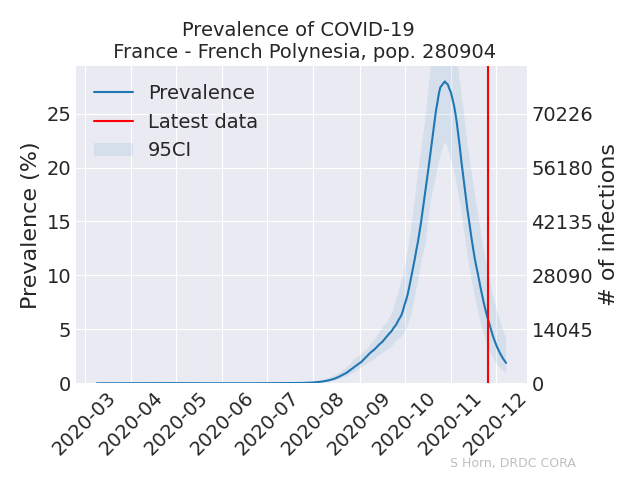 Prevalence of COVID-19
France - French Polynesia, pop. 280904
Prevalence
Latest data
95CI
Prevalence (%)
25
20
15
10
5
0
70226
56180
42135
28090
14045
0
# of infections
2020-03
2020-04
2020-05
2020-06
2020-07
2020-08
2020-09
2020-10
2020-11
2020-12
S Horn, DRDC CORA